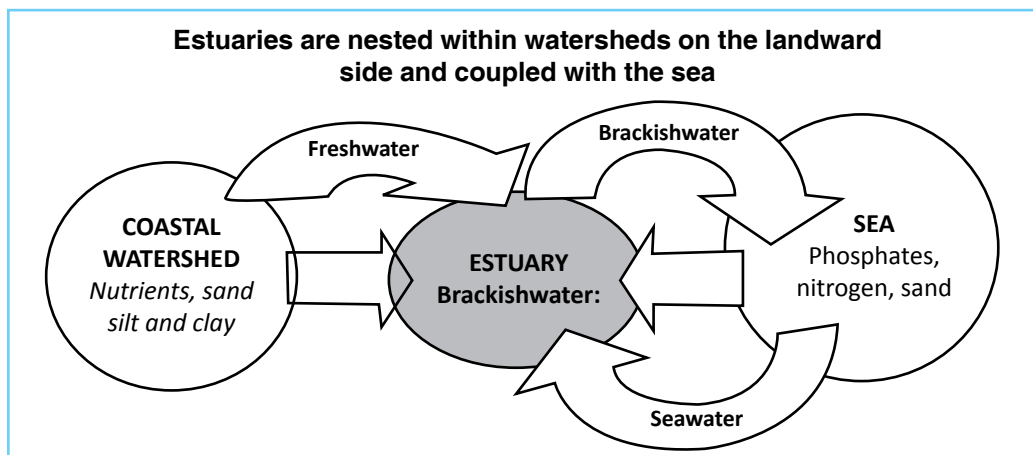 Estuaries are nested within watersheds on the landward
side and coupled with the sea
Freshwater
Brackishwater
COASTAL
WATERSHED
Nutrients, sand
silt and clay
ESTUARY
Brackishwater:
SEA
Phosphates,
nitrogen, sand
Seawater